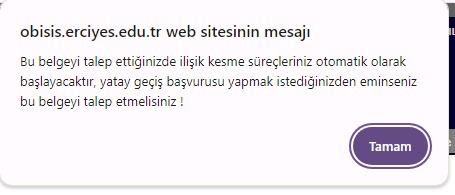 obisis.erciyes.edu.tr web sitesinin mesajı
Bu belgeyi talep ettiğinizde ilişik kesme süreçleriniz otomatik olarak
başlayacaktır, yatay geçiş başvurusu yapmak istediğinizden eminseniz
bu belgeyi talep etmelisiniz !
Tamam